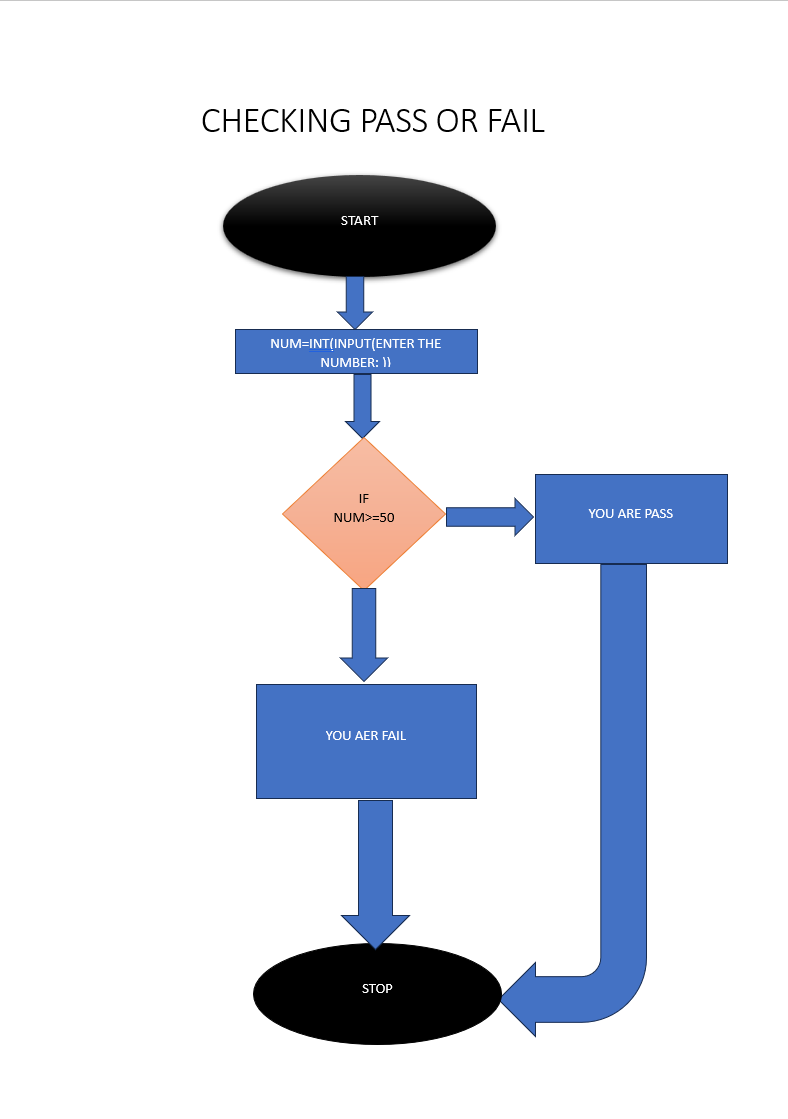 CHECKING PASS OR FAIL
START
NUM=INT(INPUT(ENTER THE
NUMBER: ))
IF
NUM>=50
YOU ARE PASS
YOU AER FAIL
STOP